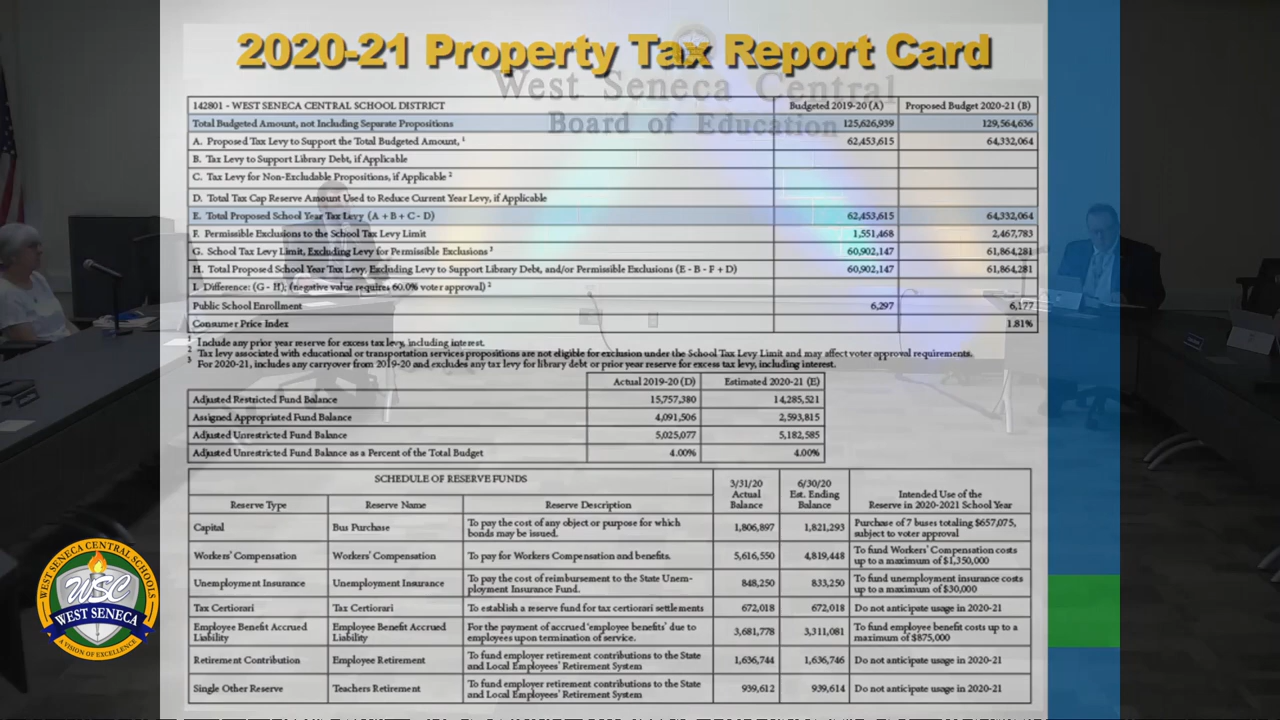 2020-21 Property Tax Report Card
West Seneca Central
Board of Education
142801 - WEST SENECA CENTRAL SCHOOL DISTRICT Budgeted 2019-20 (A) Proposed Budget 2020-21 (B)
Total Budgeted Amount, not Including Separate Propositions 125,626,939 129,564,636
A. Proposed Tax Levy to Support the Total Budgeted Amount, 1 62,453,615 64,332,064
B. Tax Levy to Support Library Debt, if Applicable
C. Tax Levy for Non-Excludable Propositions, if Applicable 2
D. Total Tax Cap Reserve Amount Used to Reduce Current Year Levy, if Applicable
E. Total Proposed School Year Tax Levy (A + B + C - D) 62,453,615 64,332,064
F. Permissible Exclusions to the School Tax Levy Limit 1,551,468 2,467,783
G. School Tax Levy Limit, Excluding Levy for Permissible Exclusions 3 60,902,147 61,864,281
H. Total Proposed School Year Tax Levy, Excluding Levy to Support Library Debt, and/or Permissible Exclusions (E - B - F + D) 60,902,147 61,864,281
I. Difference: (G - H); (negative value requires 60.0% voter approval) 2
Public School Enrollment 6,297 6,177
Consumer Price Index 1.81%
1 Include any prior year reserve for excess tax levy, including interest.
2 Tax levy associated with educational or transportation services propositions are not eligible for exclusion under the School Tax Levy Limit and may affect voter approval requirements.
3 For 2020-21, includes any carryover from 2019-20 and excludes any tax levy for library debt or prior year reserve for excess tax levy, including interest.
Actual 2019-20 (D) Estimated 2020-21 (E)
Adjusted Restricted Fund Balance 15,757,380 14,285,521
Assigned Appropriated Fund Balance 4,091,506 2,593,815
Adjusted Unrestricted Fund Balance 5,025,077 5,182,585
Adjusted Unrestricted Fund Balance as a Percent of the Total Budget 4.00% 4.00%
SCHEDULE OF RESERVE FUNDS
3/31/20 Actual Balance
6/30/20 Est. Ending Balance
Intended Use of the Reserve in 2020-2021 School Year
Reserve Type Reserve Name Reserve Description
Capital Bus Purchase To pay the cost of any object or purpose for which bonds may be issued. 1,806,897 1,821,293 Purchase of 7 buses totaling $657,075, subject to voter approval
Workers' Compensation Workers' Compensation To pay for Workers Compensation and benefits. 5,616,550 4,819,448 To fund Workers' Compensation costs up to a maximum of $1,350,000
Unemployment Insurance Unemployment Insurance To pay the cost of reimbursement to the State Unem-ployment Insurance Fund. 848,250 833,250 To fund unemployment insurance costs up to a maximum of $30,000
Tax Certiorari Tax Certiorari To establish a reserve fund for tax certiorari settlements 672,018 672,018 Do not anticipate usage in 2020-21
Employee Benefit Accrued Liability Employee Benefit Accrued Liability For the payment of accrued 'employee benefits' due to employees upon termination of service. 3,681,778 3,311,081 To fund employee benefit costs up to a maximum of $875,000
Retirement Contribution Employee Retirement To fund employer retirement contributions to the State and Local Employees' Retirement System 1,636,744 1,636,746 Do not anticipate usage in 2020-21
Single Other Reserve Teachers Retirement To fund employer retirement contributions to the State and Local Employees' Retirement System 939,612 939,614 Do not anticipate usage in 2020-21
WEST SENECA CENTRAL SCHOOLS
WSC
WEST SENECA
A VISION OF EXCELLENCE